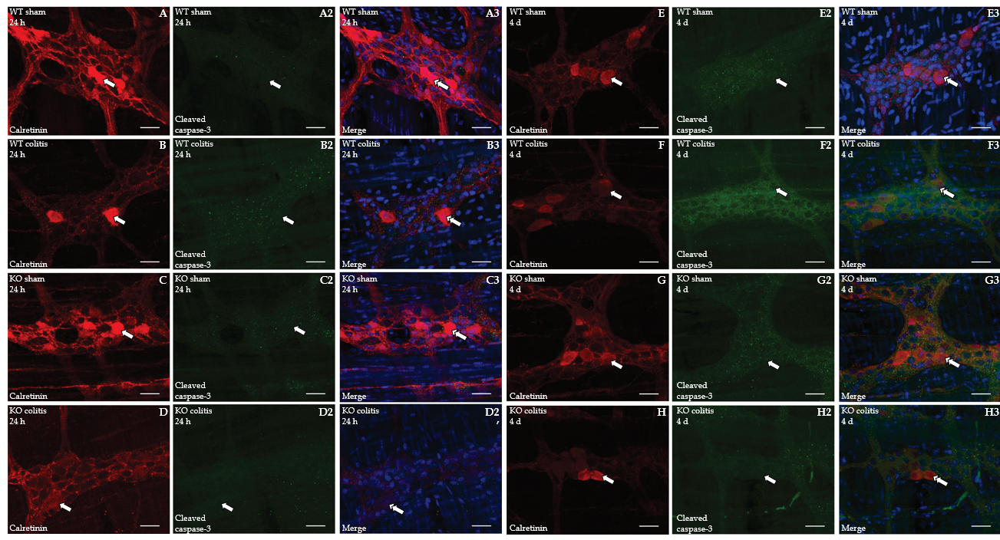 WT sham A
24 h
Calretinin
WT sham A2
24 h
Cleaved
caspase-3
WT sham A3
24 h
Merge
WT sham E
4 d
Calretinin
WT sham E2
4 d
Cleaved
caspase-3
WT sham E3
4 d
Merge
WT colitis B
24 h
Calretinin
WT colitis B2
24 h
Cleaved
caspase-3
WT colitis B3
24 h
Merge
WT colitis F
4 d
Calretinin
WT colitis F2
4 d
Cleaved
caspase-3
WT colitis F3
4 d
Merge
KO sham C
24 h
Calretinin
KO sham C2
24 h
Cleaved
caspase-3
KO sham C3
24 h
Merge
KO sham G
4 d
Calretinin
KO sham G2
4 d
Cleaved
caspase-3
KO sham G3
4 d
Merge
KO colitis D
24 h
Calretinin
KO colitis D2
24 h
Cleaved
caspase-3
KO colitis D2
24 h ,
Merge
KO colitis H
4 d
Calretinin
KO colitis H2
4 d
Cleaved
caspase-3
KO colitis H3
4 d
Merge